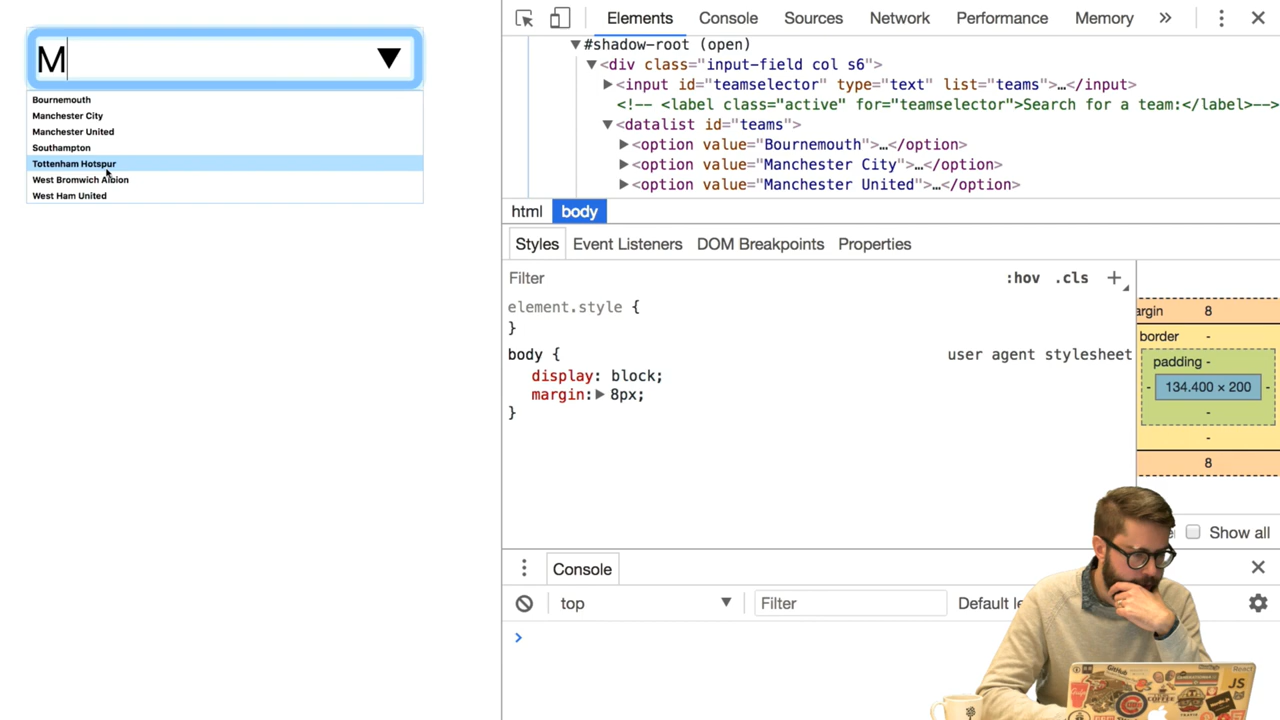 M
Bournemouth
Manchester City
Manchester United
Southampton
Tottenham Hotspur
West Bromwich Albion
West Ham United
Elements Console Sources Network Performance Memory »
▼#shadow-root (open)
▼<div class="input-field col s6">
▶<input id="teamselector" type="text" list="teams">…</input>
<!-- <label class="active" for="teamselector">Search for a team:</label>-->
▼<datalist id="teams">
▶<option value="Bournemouth">…</option>
▶<option value="Manchester City">…</option>
▶<option value="Manchester United">…</option>
html body
Styles Event Listeners DOM Breakpoints Properties
Filter :hov .cls +
element.style {
}
body { user agent stylesheet
display: block;
margin:▶ 8px;
}
argin 8
border -
padding -
- 134.400 × 200 -
-
-
8
Show all
Console
top Filter Default le
>
GitHub
React
JS